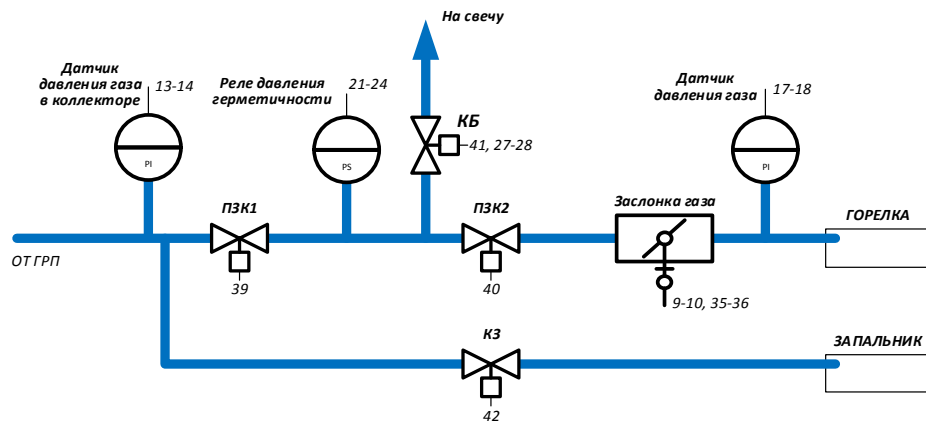 На свечу
Датчик
давления газа
в коллекторе
13-14
Реле давления
герметичности
21-24
КБ
41, 27-28
Датчик
давления газа
17-18
PI
PS
PI
ПЗК1
ПЗК2
Заслонка газа
ГОРЕЛКА
ОТ ГРП
39
40
9-10, 35-36
КЗ
ЗАПАЛЬНИК
42